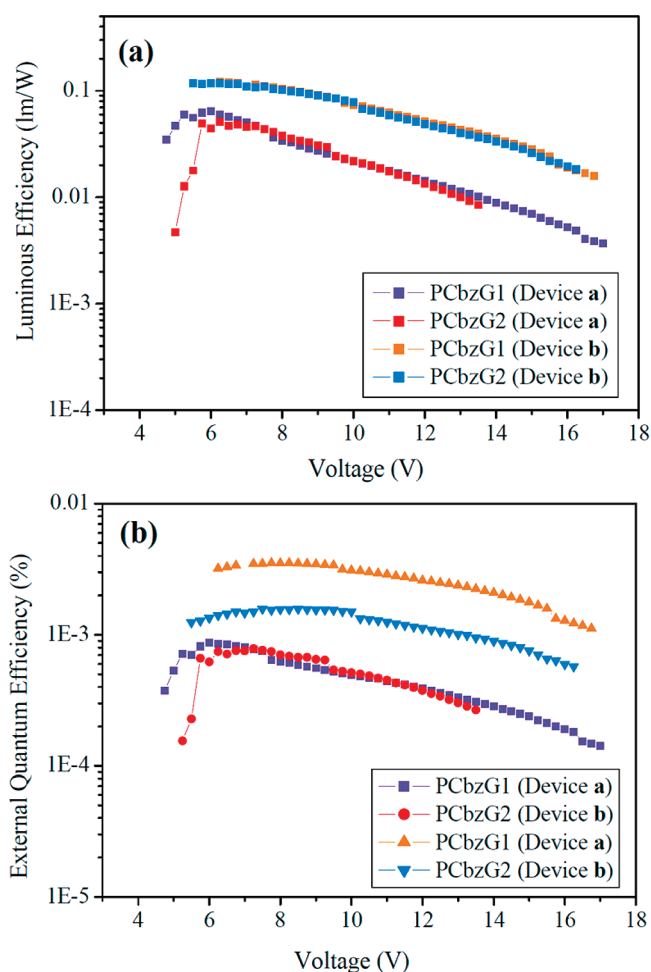 (a)
Luminous Efficiency (lm/W)
0.1
0.01
1E-3
1E-4
PCbzG1 (Device a)
PCbzG2 (Device a)
PCbzG1 (Device b)
PCbzG2 (Device b)
4 6 8 10 12 14 16 18
Voltage (V)
(b)
External Quantum Efficiency (%)
0.01
1E-3
1E-4
1E-5
PCbzG1 (Device a)
PCbzG2 (Device b)
PCbzG1 (Device a)
PCbzG2 (Device b)
4 6 8 10 12 14 16 18
Voltage (V)